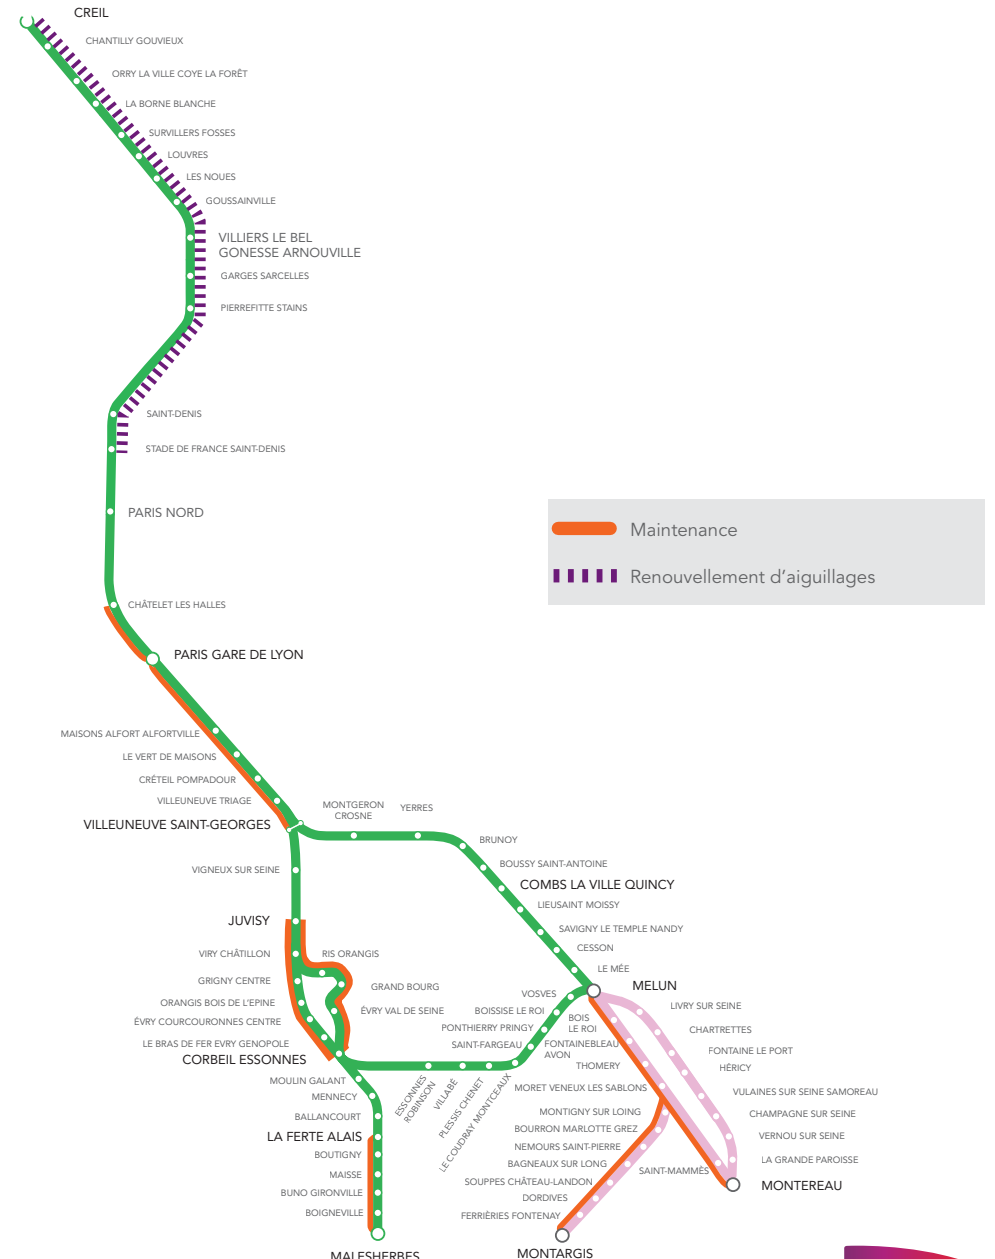 CREIL
CHANTILLY GOUVIEUX
ORRY LA VILLE COYE LA FORÊT
LA BORNE BLANCHE
SURVILLERS FOSSES
LOUVRES
LES NOUES
GOUSSAINVILLE
VILLIERS LE BEL
GONESSE ARNOUVILLE
GARGES SARCELLES
PIERREFITTE STAINS
SAINT-DENIS
STADE DE FRANCE SAINT-DENIS
PARIS NORD
Maintenance
Renouvellement d'aiguillages
CHÂTELET LES HALLES
PARIS GARE DE LYON
MAISONS ALFORT ALFORTVILLE
LE VERT DE MAISONS
CRÉTEIL POMPADOUR
VILLEUNEUVE TRIAGE
VILLEUNEUVE SAINT-GEORGES
MONTGERON
CROSNE
YERRES
BRUNOY
BOUSSY SAINT-ANTOINE
COMBS LA VILLE QUINCY
LIEUSAINT MOISSY
SAVIGNY LE TEMPLE NANDY
CESSON
LE MÉE
MELUN
VIGNEUX SUR SEINE
JUVISY
VIRY CHÂTILLON
RIS ORANGIS
GRIGNY CENTRE
GRAND BOURG
ORANGIS BOIS DE L'EPINE
ÉVRY VAL DE SEINE
ÉVRY COURCOURONNES CENTRE
LE BRAS DE FER EVRY GENOPOLE
CORBEIL ESSONNES
VOSVES
BOISSISE LE ROI
PONTHIERRY PRINGY
SAINT-FARGEAU
LE COUDRAY MONTCEAUX
PLESSIS CHENET
VILLABÉ
ESSONNES
ROBINSON
MOULIN GALANT
MENNECY
BALLANCOURT
LA FERTE ALAIS
BOUTIGNY
MAISSE
BUNO GIRONVILLE
BOIGNEVILLE
MALESHERBES
BOIS
LE ROI
FONTAINEBLEAU
AVON
THOMERY
MORET VENEUX LES SABLONS
MONTIGNY SUR LOING
BOURRON MARLOTTE GREZ
NEMOURS SAINT-PIERRE
BAGNEAUX SUR LONG
SOUPPES CHÂTEAU-LANDON
DORDIVES
FERRIÈRIES FONTENAY
MONTARGIS
SAINT-MAMMÈS
LIVRY SUR SEINE
CHARTRETTES
FONTAINE LE PORT
HÉRICY
VULAINES SUR SEINE SAMOREAU
CHAMPAGNE SUR SEINE
VERNOU SUR SEINE
LA GRANDE PAROISSE
MONTEREAU